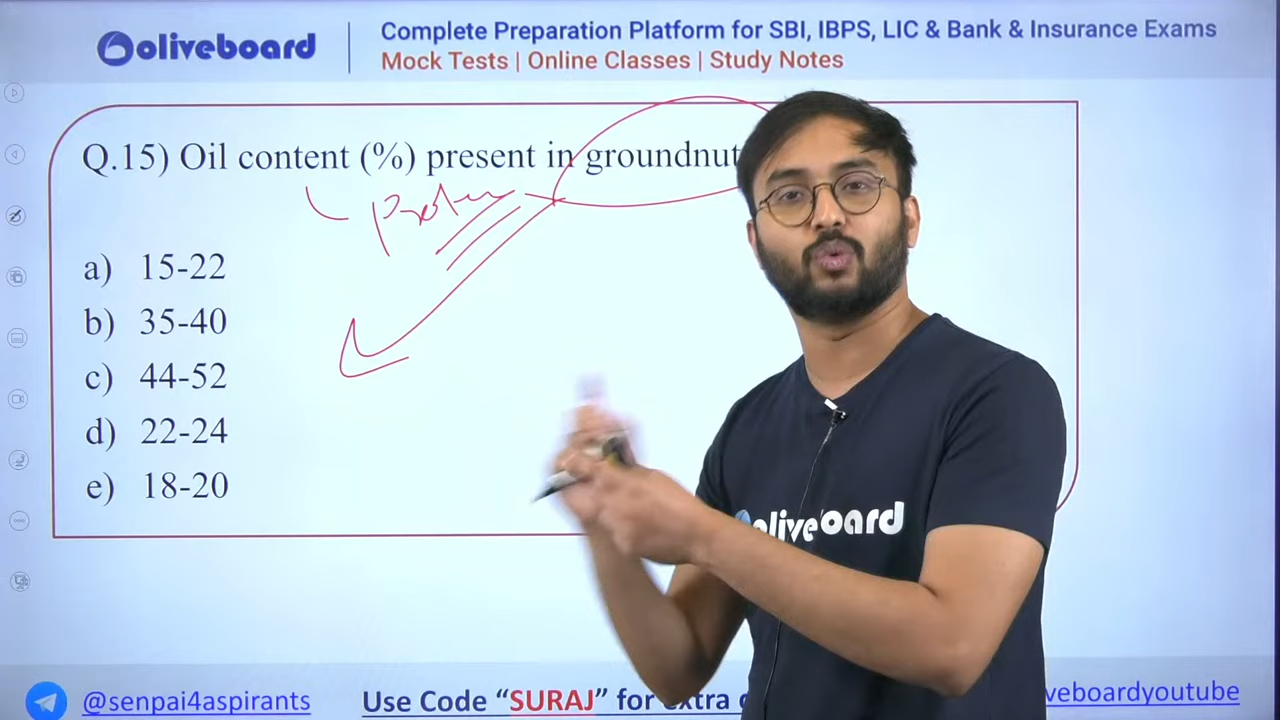 oliveboard
Complete Preparation Platform for SBI, IBPS, LIC & Bank & Insurance Exams
Mock Tests | Online Classes | Study Notes
Q.15) Oil content (%) present in groundnut
a) 15-22
b) 35-40
c) 44-52
d) 22-24
e) 18-20
oliveboard
@senpai4aspirants
Use Code “SURAJ” for extra
veboardyoutube